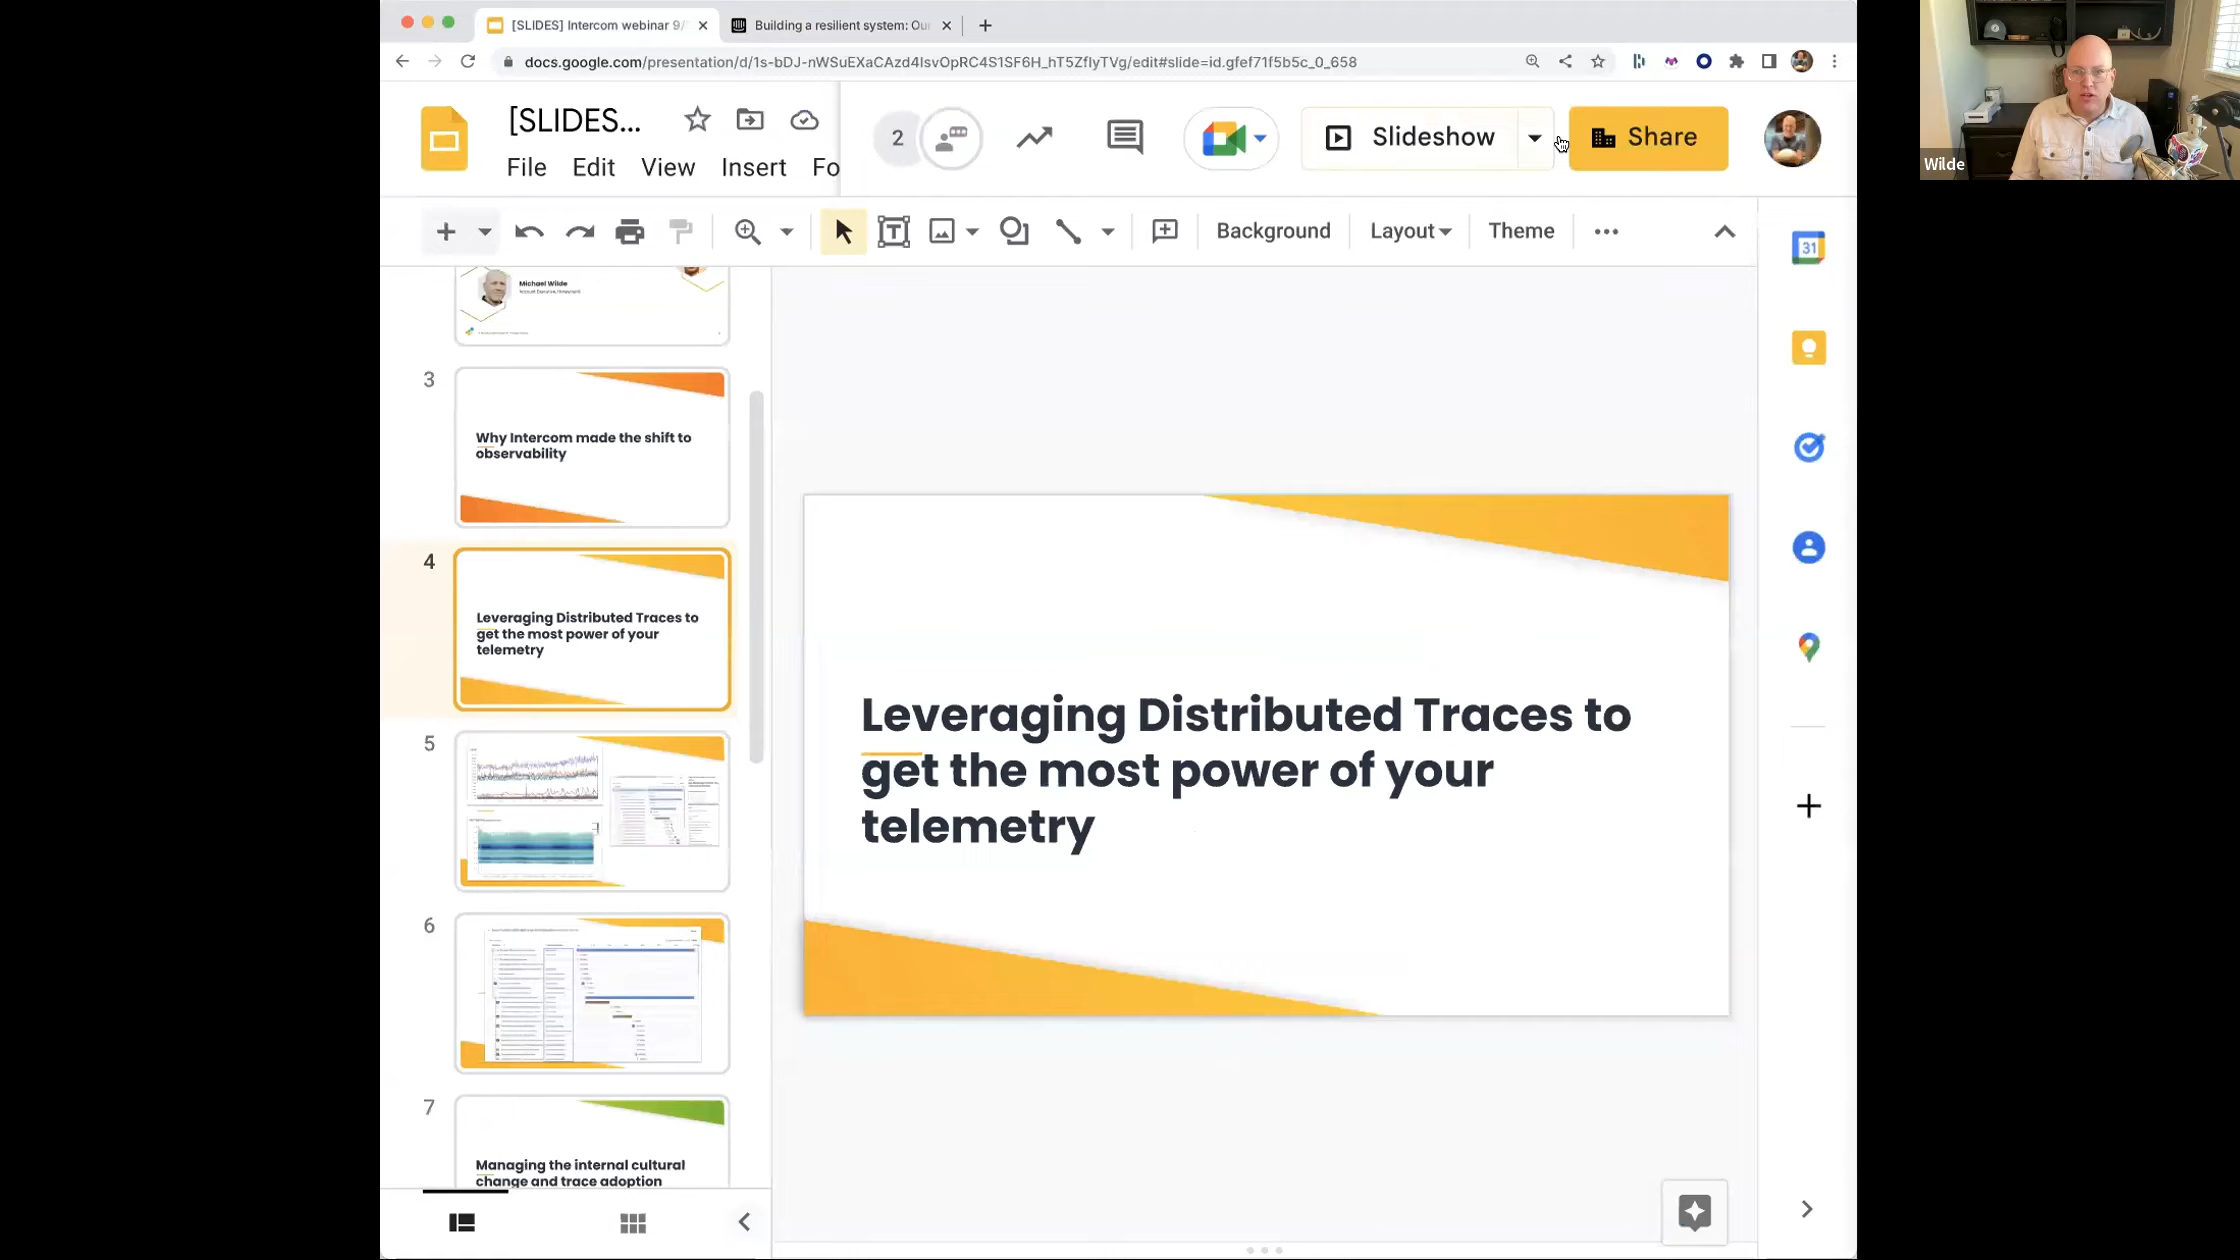 [SLIDES] Intercom webinar 9/
Building a resilient system: Ou
docs.google.com/presentation/d/1s-bDJ-nWSuEXaCAzd4IsvOpRC4S1SF6H_hT5ZfIyTVg/edit#slide=id.gfef71f5b5c_0_658
[SLIDES...
2
Slideshow
Share
File Edit View Insert Fo
Wilde
Background
Layout
Theme
31
Michael Wilde
3
Why Intercom made the shift to
observability
4
Leveraging Distributed Traces to
get the most power of your
telemetry
5
6
7
Managing the internal cultural
change and trace adoption
Leveraging Distributed Traces to
get the most power of your
telemetry